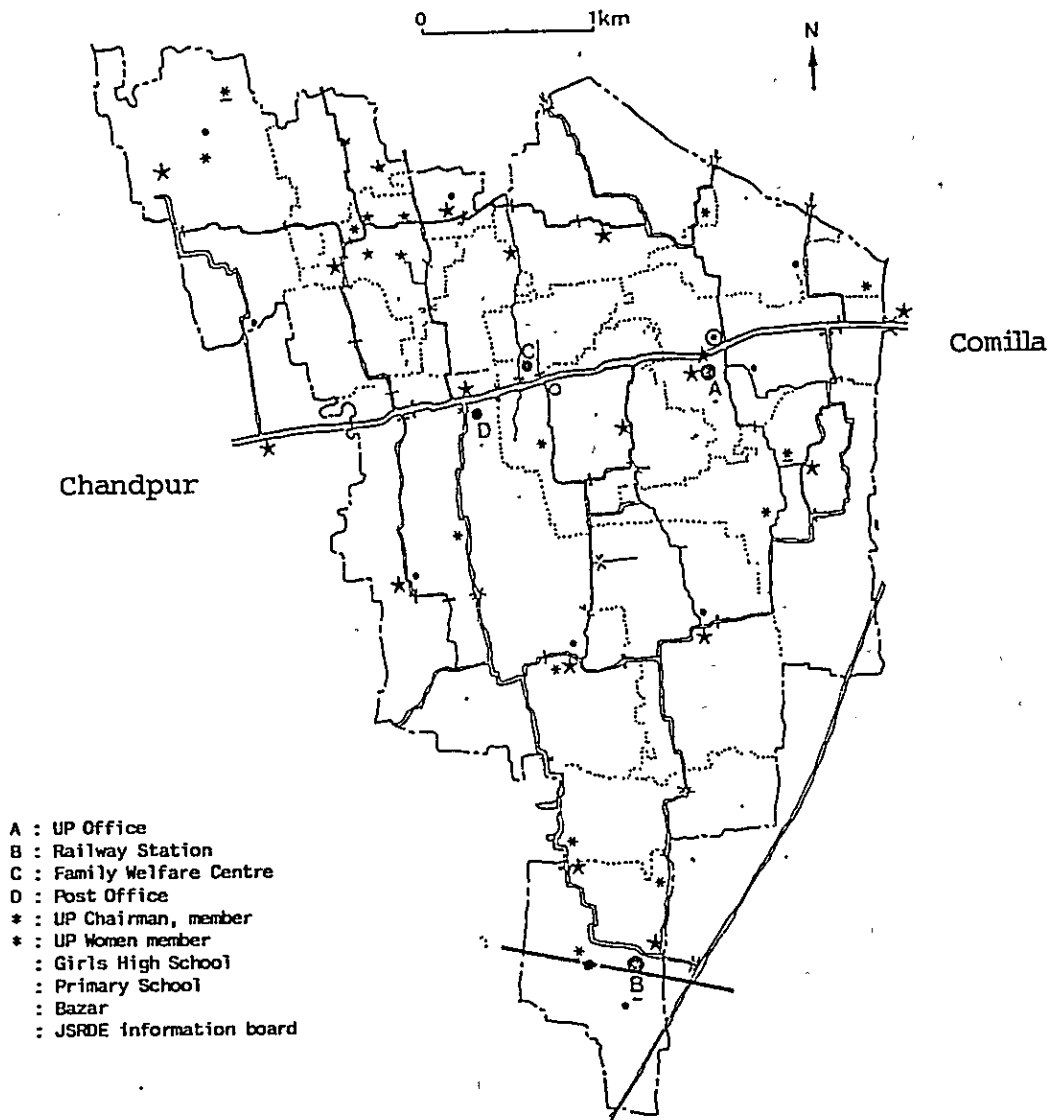 0 1km
N
Comilla
C
A
D
Chandpur
B
A : UP Office
B : Railway Station
C : Family Welfare Centre
D : Post Office
* : UP Chairman, member
* : UP Women member
: Girls High School
: Primary School
: Bazar
: JSRDE information board